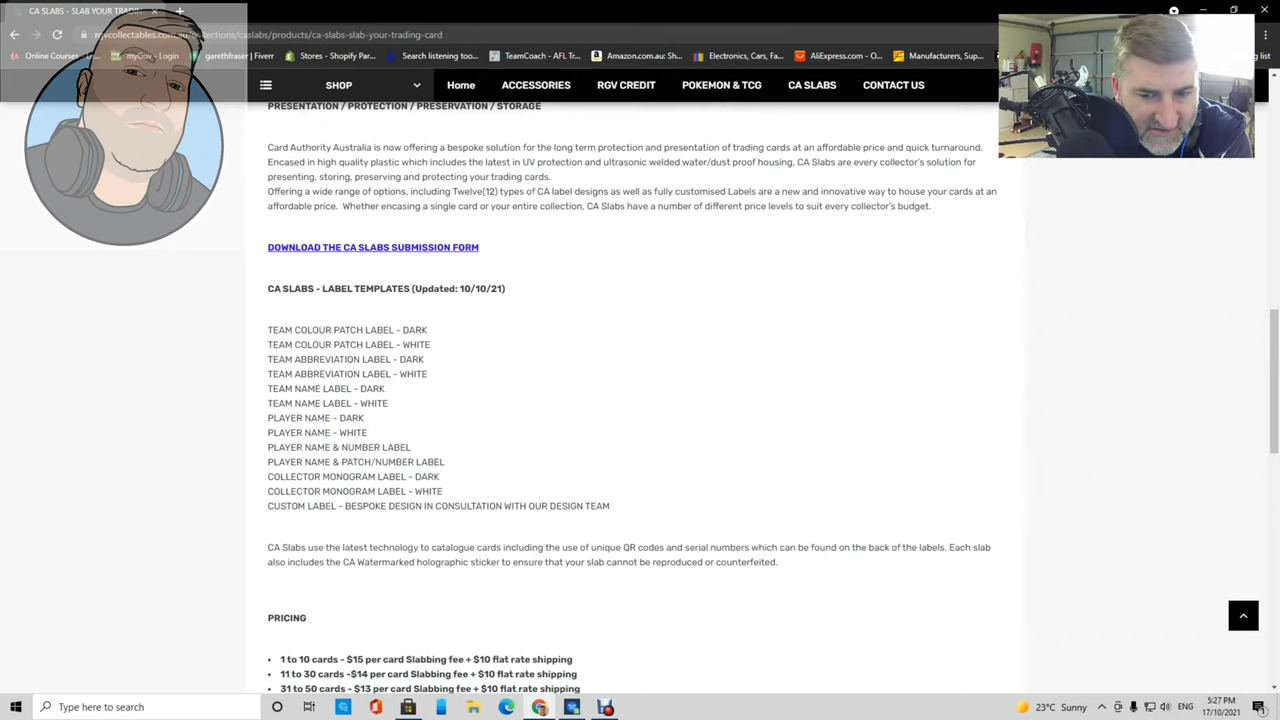 CA SLABS - SLAB YOUR TRADIN
rgvcollectables.com.au/collections/caslabs/products/ca-slabs-slab-your-trading-card
Online Courses - myGov - Login garethfraser | Fiverr Stores · Shopify Par... Search listening too... TeamCoach – AFL T... Amazon.com.au: Sh... Electronics, Cars, Fa... AliExpress.com - O... Manufacturers, Sup... ing list
SHOP Home ACCESSORIES RGV CREDIT POKEMON & TCG CA SLABS CONTACT US
PRESENTATION / PROTECTION / PRESERVATION / STORAGE
Card Authority Australia is now offering a bespoke solution for the long term protection and presentation of trading cards at an affordable price and quick turnaround.
Encased in high quality plastic which includes the latest in UV protection and ultrasonic welded water/dust proof housing, CA Slabs are every collector's solution for
presenting, storing, preserving and protecting your trading cards.
Offering a wide range of options, including Twelve(12) types of CA label designs as well as fully customised Labels are a new and innovative way to house your cards at an
affordable price. Whether encasing a single card or your entire collection, CA Slabs have a number of different price levels to suit every collector's budget.
DOWNLOAD THE CA SLABS SUBMISSION FORM
CA SLABS - LABEL TEMPLATES (Updated: 10/10/21)
TEAM COLOUR PATCH LABEL - DARK
TEAM COLOUR PATCH LABEL - WHITE
TEAM ABBREVIATION LABEL - DARK
TEAM ABBREVIATION LABEL - WHITE
TEAM NAME LABEL - DARK
TEAM NAME LABEL - WHITE
PLAYER NAME - DARK
PLAYER NAME - WHITE
PLAYER NAME & NUMBER LABEL
PLAYER NAME & PATCH/NUMBER LABEL
COLLECTOR MONOGRAM LABEL - DARK
COLLECTOR MONOGRAM LABEL - WHITE
CUSTOM LABEL - BESPOKE DESIGN IN CONSULTATION WITH OUR DESIGN TEAM
CA Slabs use the latest technology to catalogue cards including the use of unique QR codes and serial numbers which can be found on the back of the labels. Each slab
also includes the CA Watermarked holographic sticker to ensure that your slab cannot be reproduced or counterfeited.
PRICING
• 1 to 10 cards - $15 per card Slabbing fee + $10 flat rate shipping
• 11 to 30 cards -$14 per card Slabbing fee + $10 flat rate shipping
• 31 to 50 cards - $13 per card Slabbing fee + $10 flat rate shipping
Type here to search
23°C Sunny
ENG
5:27 PM
17/10/2021